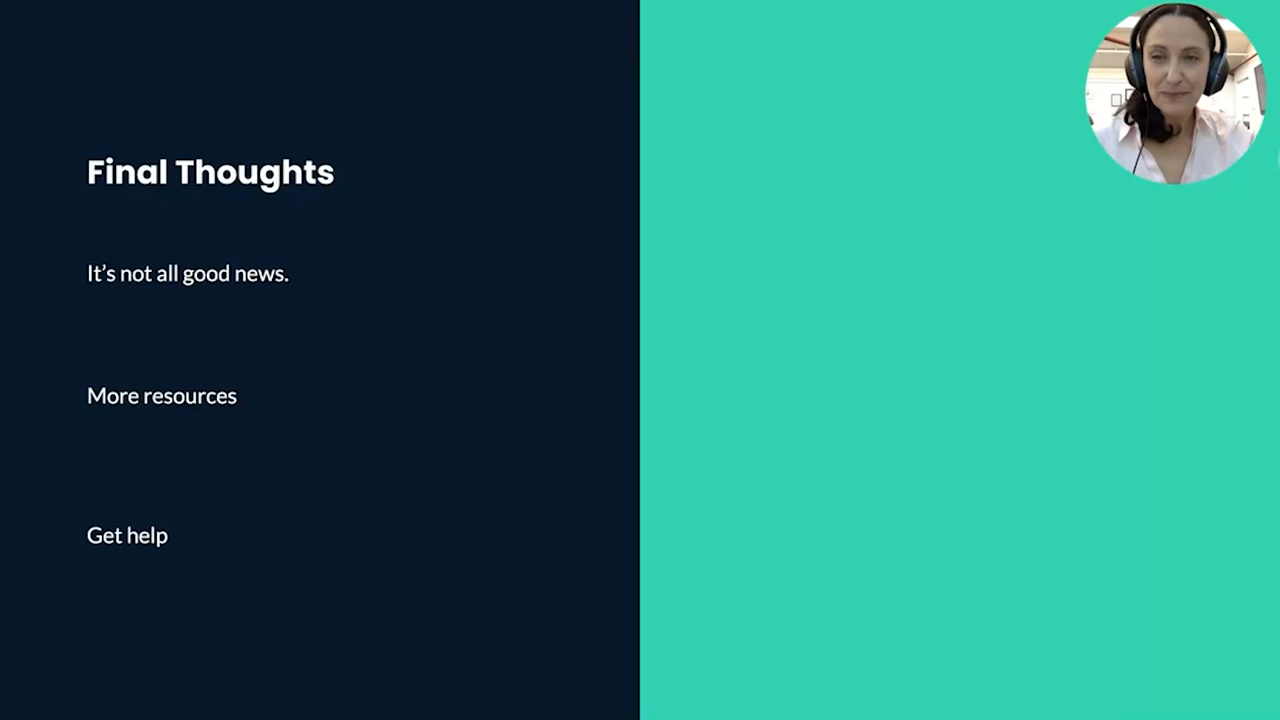 Final Thoughts
It’s not all good news.
More resources
Get help